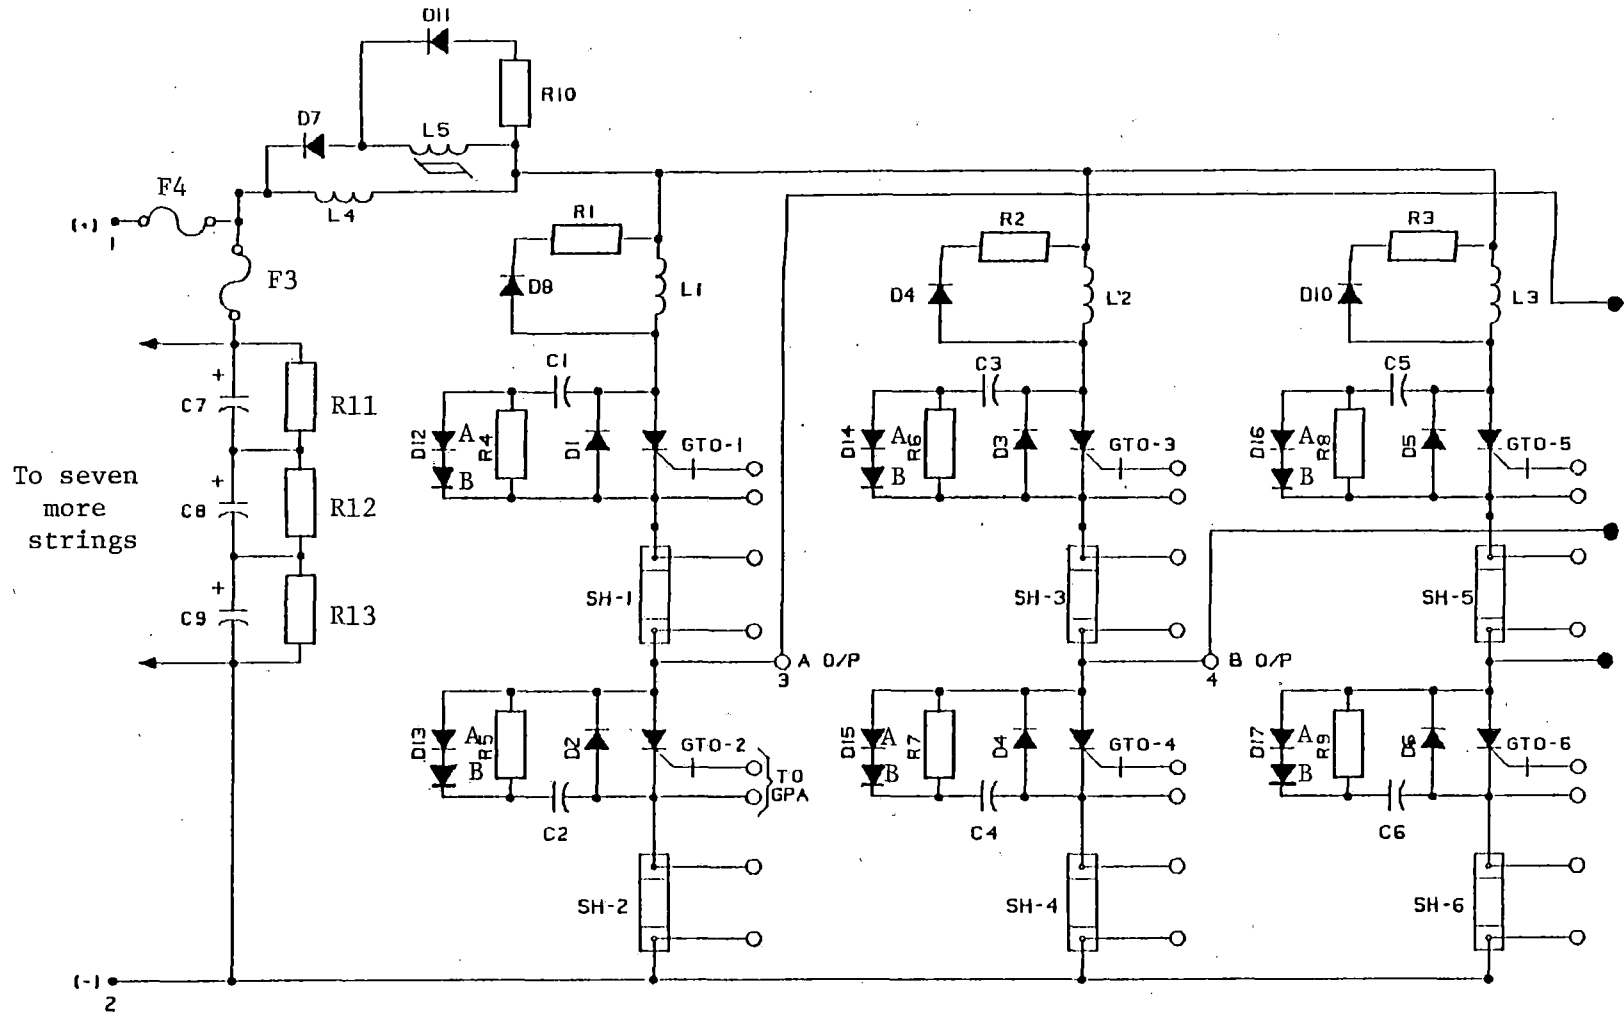 D11
R10
D7
L5
F4
L4
(+)
1
F3
R1
D8
L1
R2
D4
L2
R3
D10
L3
+
C7
R11
C1
D12
A
B
R4
D1
GTO-1
C3
D14
A
B
R6
D3
GTO-3
C5
D16
A
B
R8
D5
GTO-5
To seven
more
strings
+
C8
R12
+
C9
R13
SH-1
SH-3
SH-5
A O/P
3
B O/P
4
D13
A
B
R5
D2
GTO-2
TO
GPA
C2
D15
A
B
R7
D4
GTO-4
C4
D17
A
B
R9
D6
GTO-6
C6
SH-2
SH-4
SH-6
(-)
2